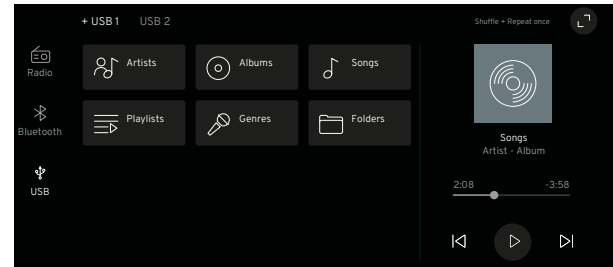 + USB 1 USB 2
Shuffle + Repeat once
Radio
Bluetooth
USB
Artists
Albums
Songs
Playlists
Genres
Folders
Songs
Artist - Album
2:08 -3:58